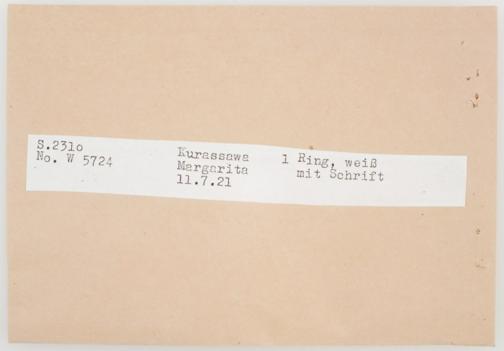 S.231o
No. W 5724
Kurassawa
Margarita
11.7.21
1 Ring, weiß
mit Schrift